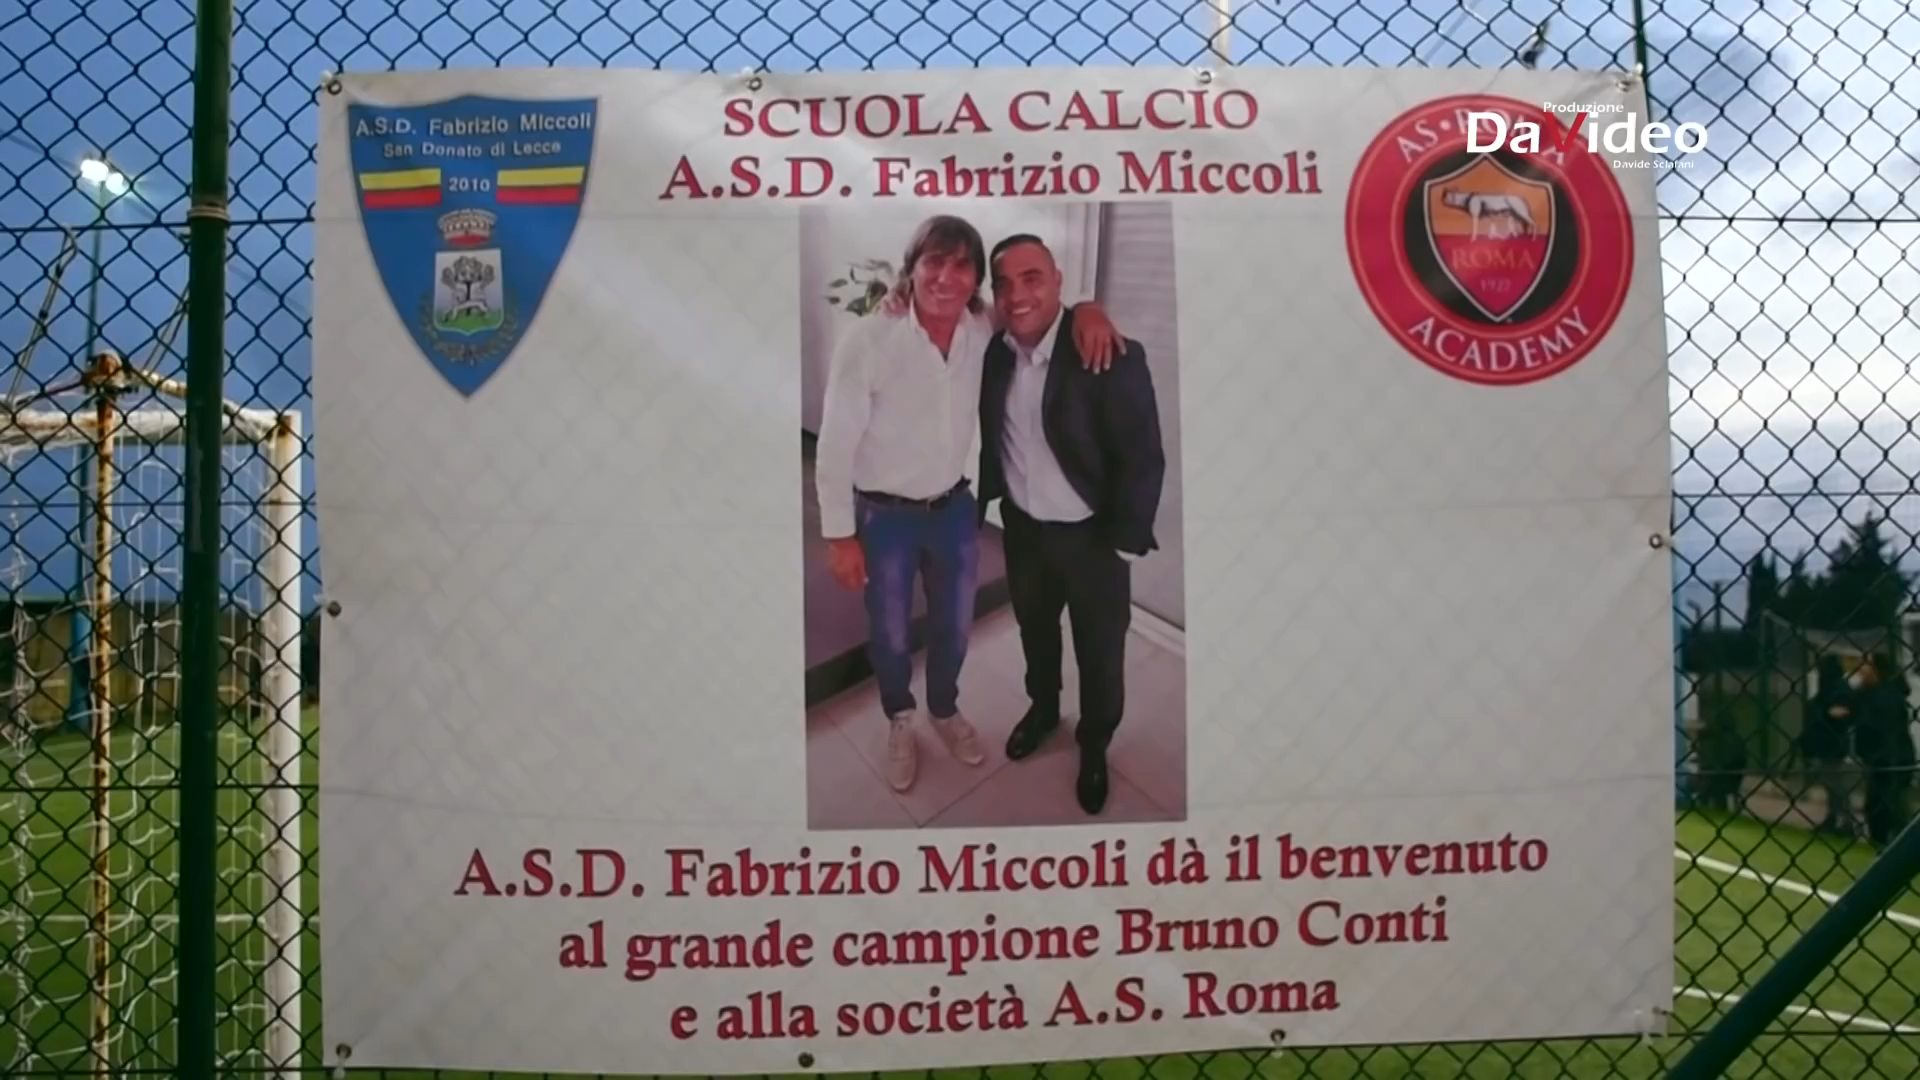 SCUOLA CALCIO
A.S.D. Fabrizio Miccoli
A.S.D. Fabrizio Miccoli
San Donato di Lecce
2010
AS • ROMA
ROMA
1927
ACADEMY
Produzione
DaVideo
Davide Sclafani
A.S.D. Fabrizio Miccoli dà il benvenuto
al grande campione Bruno Conti
e alla società A.S. Roma